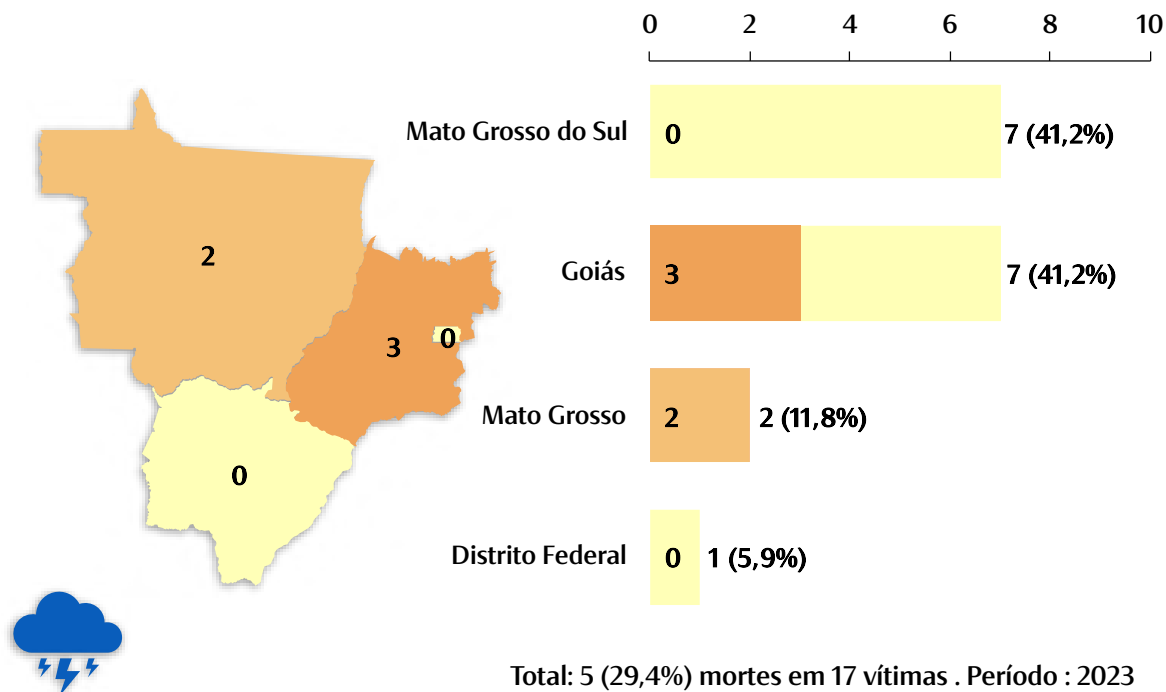 0 2 4 6 8 10
Mato Grosso do Sul 0 7 (41,2%)
Goiás 3 7 (41,2%)
Mato Grosso 2 2 (11,8%)
Distrito Federal 0 1 (5,9%)
2
3
0
0
Total: 5 (29,4%) mortes em 17 vítimas . Período : 2023